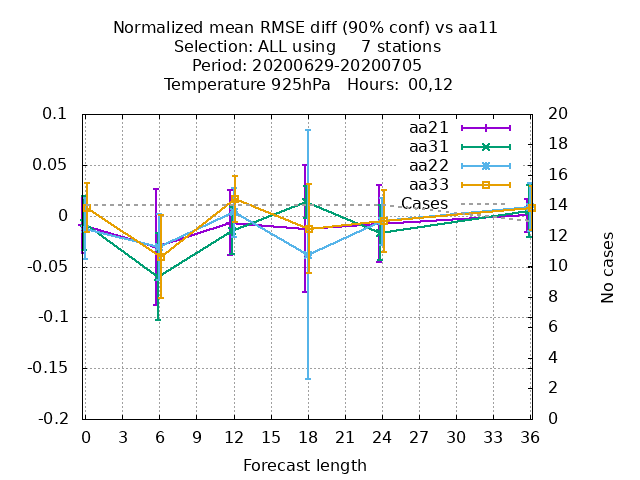 Normalized mean RMSE diff (90% conf) vs aa11
Selection: ALL using     7 stations
Period: 20200629-20200705
Temperature 925hPa   Hours:  00,12
0.1
0.05
0
-0.05
-0.1
-0.15
-0.2
aa21
aa31
aa22
aa33
Cases
20
18
16
14
12
10
8
6
4
2
0
No cases
0 3 6 9 12 15 18 21 24 27 30 33 36
Forecast length